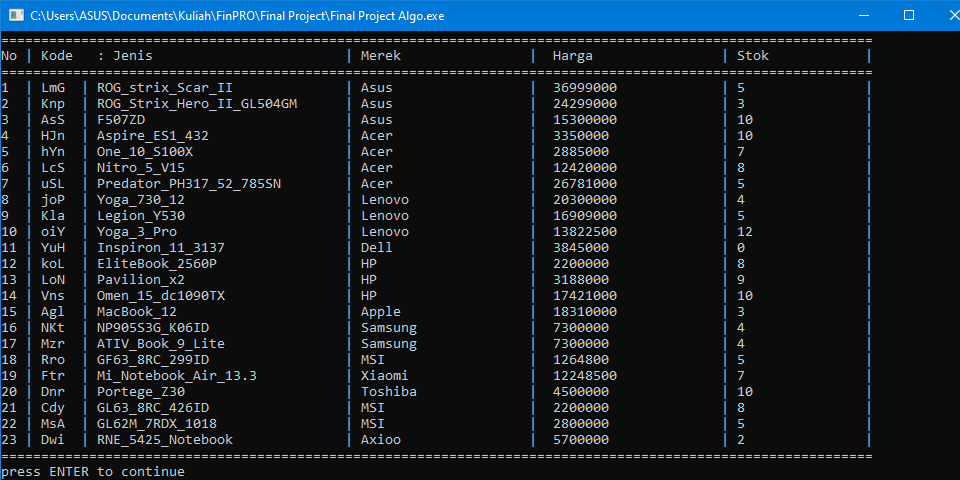 C:\Users\ASUS\Documents\Kuliah\FinPRO\Final Project\Final Project Algo.exe
=============================================================================================================
No | Kode   : Jenis                          | Merek                |  Harga                | Stok            |
=============================================================================================================
1  | LmG  | ROG_strix_Scar_II              | Asus                 |  36999000             | 5               |
2  | Knp  | ROG_Strix_Hero_II_GL504GM      | Asus                 |  24299000             | 3               |
3  | AsS  | F507ZD                         | Asus                 |  15300000             | 10              |
4  | HJn  | Aspire_ES1_432                 | Acer                 |  3350000              | 10              |
5  | hYn  | One_10_S100X                   | Acer                 |  2885000              | 7               |
6  | LcS  | Nitro_5_V15                    | Acer                 |  12420000             | 8               |
7  | uSL  | Predator_PH317_52_785SN        | Acer                 |  26781000             | 5               |
8  | joP  | Yoga_730_12                    | Lenovo               |  20300000             | 4               |
9  | Kla  | Legion_Y530                    | Lenovo               |  16909000             | 5               |
10 | oiY  | Yoga_3_Pro                     | Lenovo               |  13822500             | 12              |
11 | YuH  | Inspiron_11_3137               | Dell                 |  3845000              | 0               |
12 | koL  | EliteBook_2560P                | HP                   |  2200000              | 8               |
13 | LoN  | Pavilion_x2                    | HP                   |  3188000              | 9               |
14 | Vns  | Omen_15_dc1090TX               | HP                   |  17421000             | 10              |
15 | Agl  | MacBook_12                     | Apple                |  18310000             | 3               |
16 | NKt  | NP905S3G_K06ID                 | Samsung              |  7300000              | 4               |
17 | Mzr  | ATIV_Book_9_Lite               | Samsung              |  7300000              | 4               |
18 | Rro  | GF63_8RC_299ID                 | MSI                  |  1264800              | 5               |
19 | Ftr  | Mi_Notebook_Air_13.3           | Xiaomi               |  12248500             | 7               |
20 | Dnr  | Portege_Z30                    | Toshiba              |  4500000              | 10              |
21 | Cdy  | GL63_8RC_426ID                 | MSI                  |  2200000              | 8               |
22 | MsA  | GL62M_7RDX_1018                | MSI                  |  2800000              | 5               |
23 | Dwi  | RNE_5425_Notebook              | Axioo                |  5700000              | 2               |
=============================================================================================================
press ENTER to continue